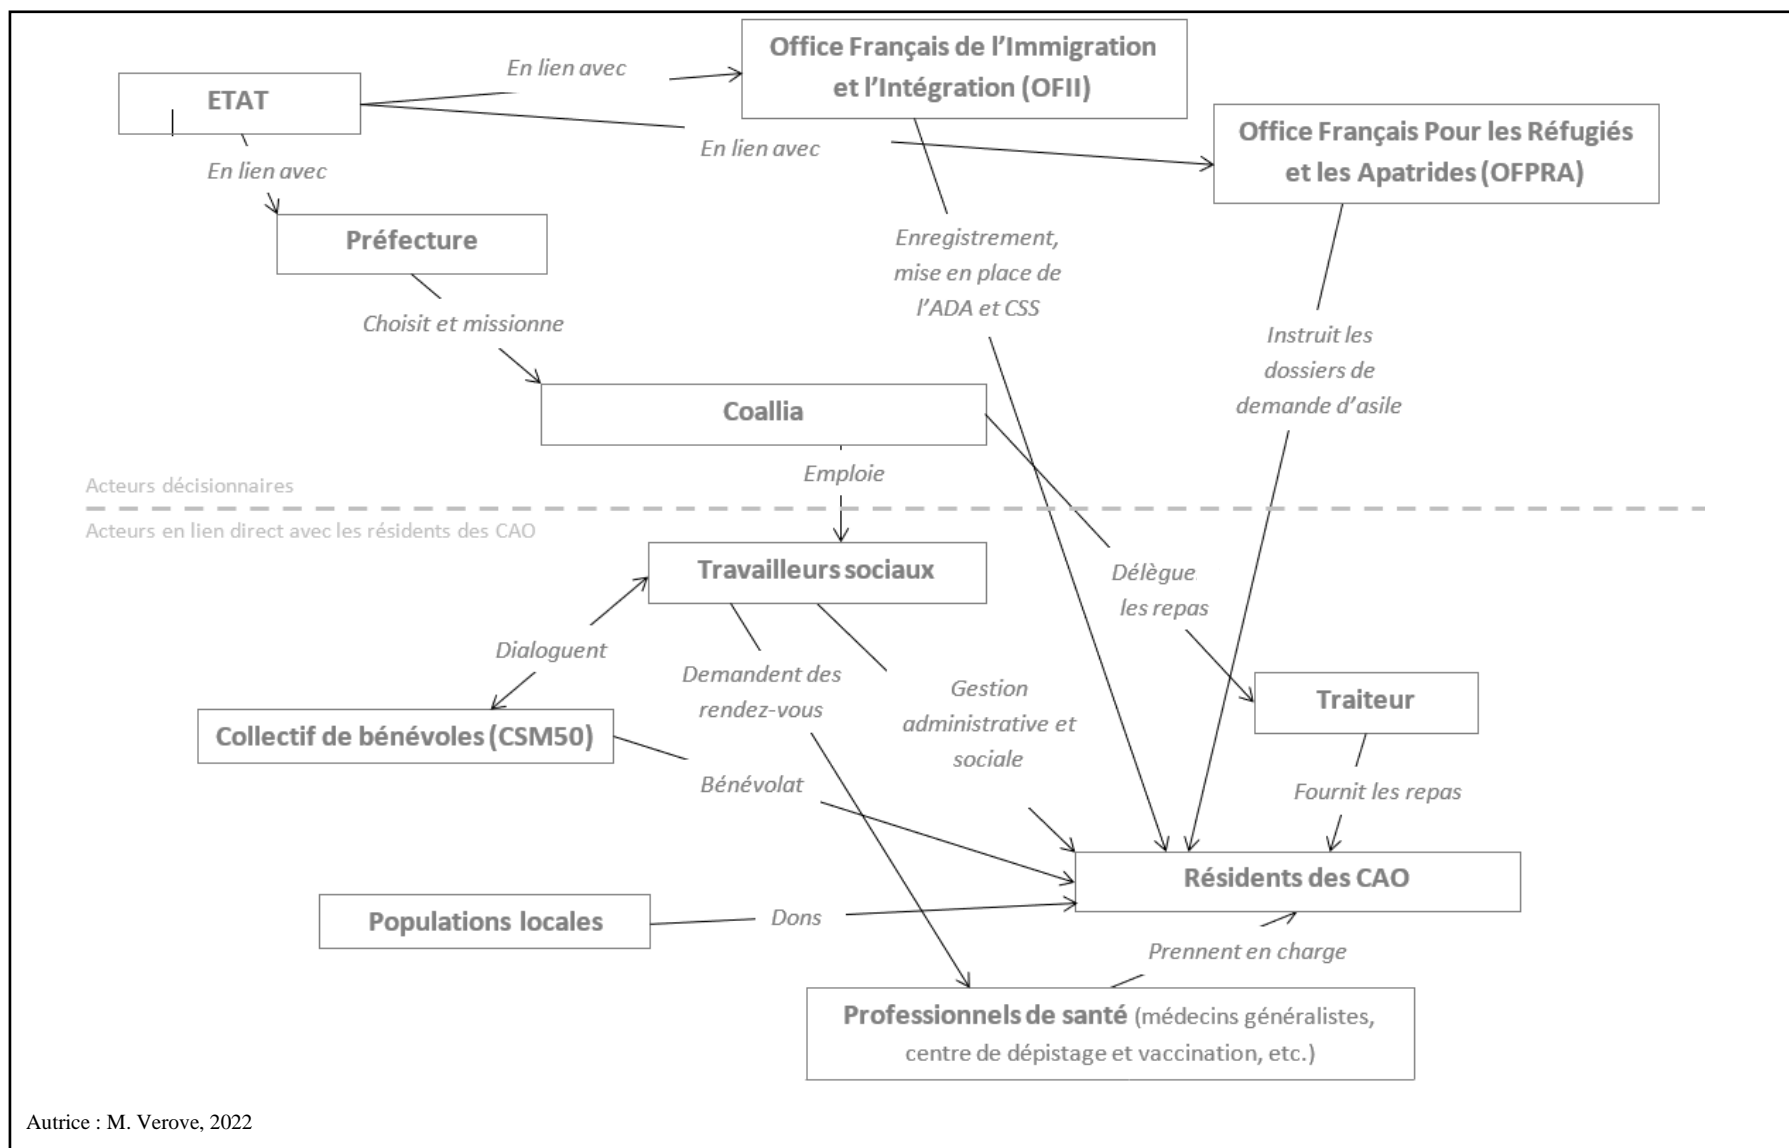 Office Français de l'Immigration
et l'Intégration (OFII)
En lien avec
ETAT
Office Français Pour les Réfugiés
et les Apatrides (OFPRA)
En lien avec
En lien avec
Préfecture
Enregistrement,
mise en place de
l'ADA et CSS
Choisit et missionne
Instruit les
dossiers de
demande d'asile
Coallia
Emploie
Acteurs décisionnaires
Acteurs en lien direct avec les résidents des CAO
Travailleurs sociaux
Délègue
les repas
Dialoguent
Demandent des
rendez-vous
Gestion
administrative et
sociale
Traiteur
Collectif de bénévoles (CSM50)
Bénévolat
Fournit les repas
Résidents des CAO
Populations locales
Dons
Prennent en charge
Professionnels de santé (médecins généralistes,
centre de dépistage et vaccination, etc.)
Autrice : M. Verove, 2022